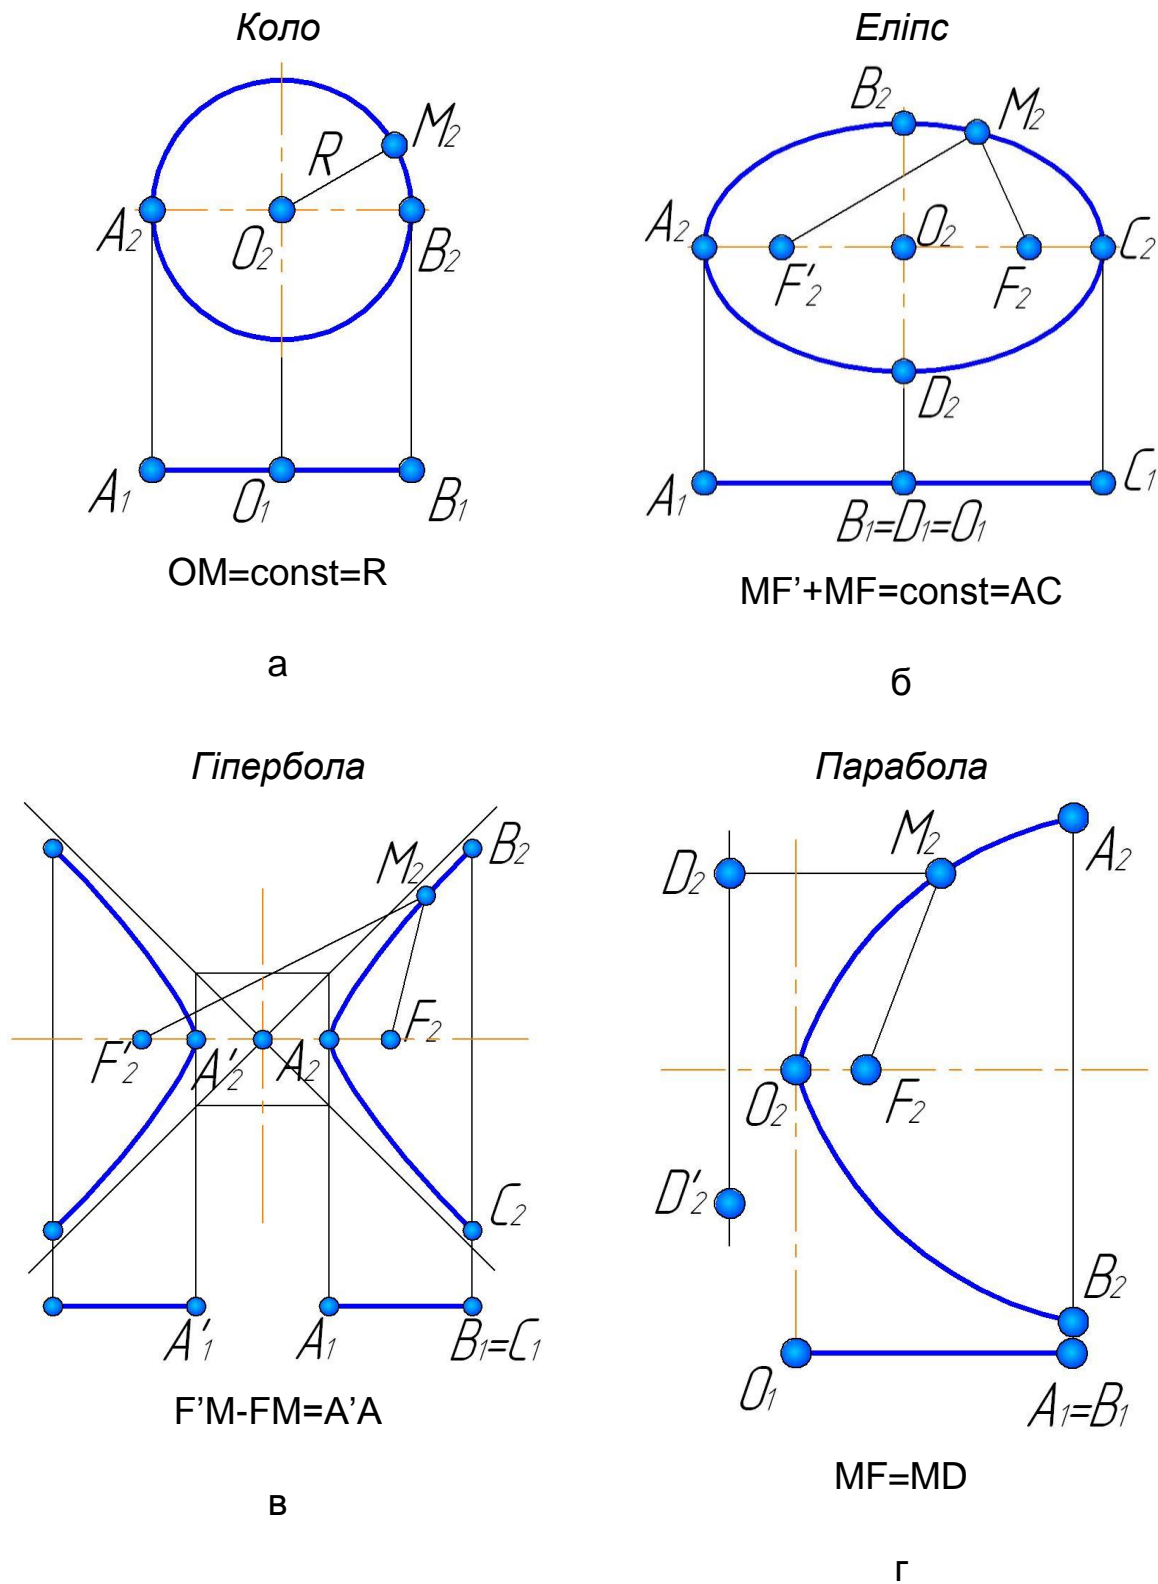 Коло
M2
R
A2
O2
B2
A1
O1
B1
OM=const=R
а
Еліпс
B2
M2
A2
O2
C2
F'2
F2
D2
A1
C1
B1=D1=O1
MF’+MF=const=AC
б
Гіпербола
B2
M2
F'2
A'2
A2
F2
C2
A'1
A1
B1=C1
F’M-FM=A’A
в
Парабола
M2
A2
D2
O2
F2
D'2
B2
O1
A1=B1
MF=MD
г